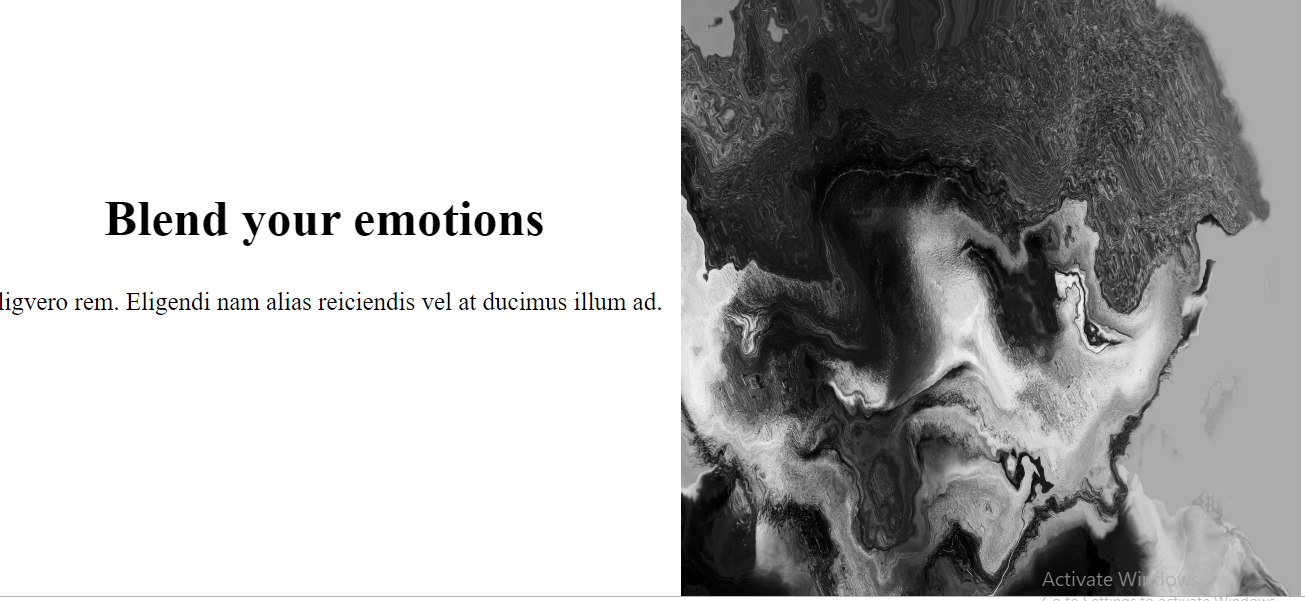 Blend your emotions
ligvero rem. Eligendi nam alias reiciendis vel at ducimus illum ad.
Activate Windows
Go to Settings to activate Windows.